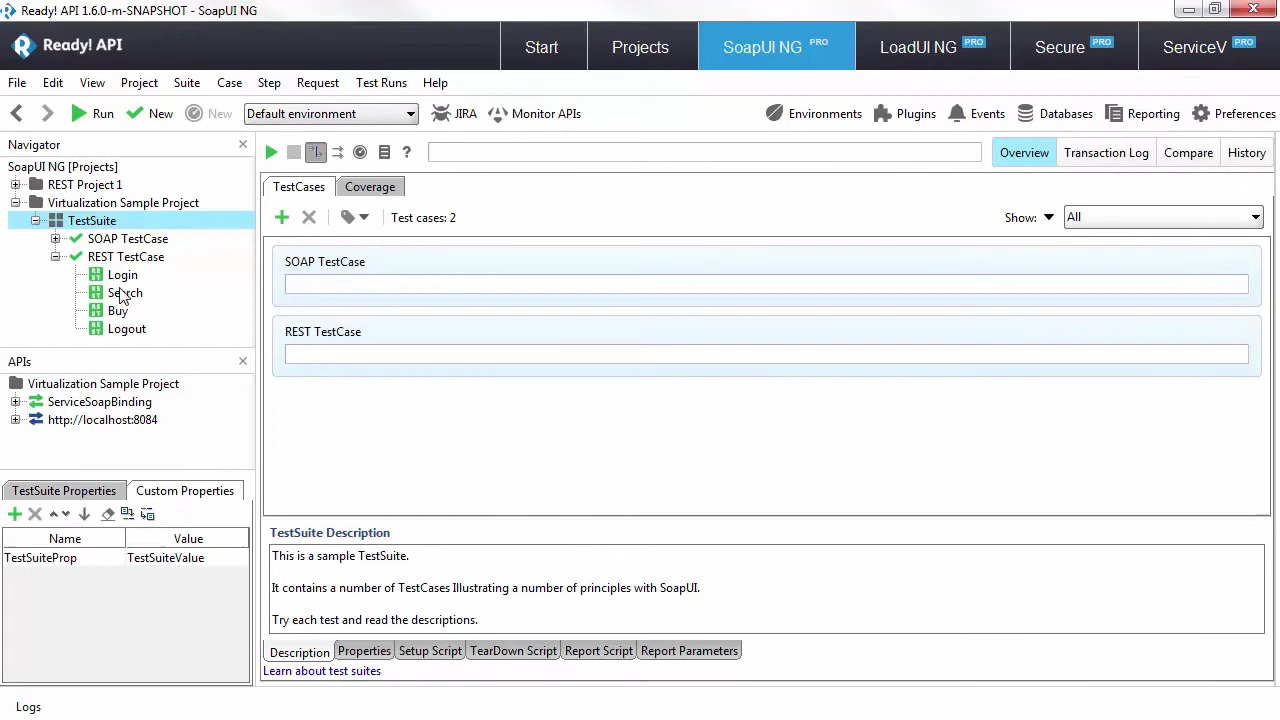 Ready! API 1.6.0-m-SNAPSHOT - SoapUI NG
Ready! API
Start
Projects
SoapUI NG PRO
LoadUI NG PRO
Secure PRO
ServiceV PRO
File Edit View Project Suite Case Step Request Test Runs Help
Run New New Default environment JIRA Monitor APIs Environments Plugins Events Databases Reporting Preferences
Navigator
SoapUI NG [Projects]
REST Project 1
Virtualization Sample Project
TestSuite
SOAP TestCase
REST TestCase
Login
Search
Buy
Logout
APIs
Virtualization Sample Project
ServiceSoapBinding
http://localhost:8084
TestSuite Properties Custom Properties
Name Value
TestSuiteProp TestSuiteValue
? Overview Transaction Log Compare History
TestCases Coverage
Test cases: 2 Show: All
SOAP TestCase
REST TestCase
TestSuite Description
This is a sample TestSuite.
It contains a number of TestCases Illustrating a number of principles with SoapUI.
Try each test and read the descriptions.
Description Properties Setup Script TearDown Script Report Script Report Parameters
Learn about test suites
Logs